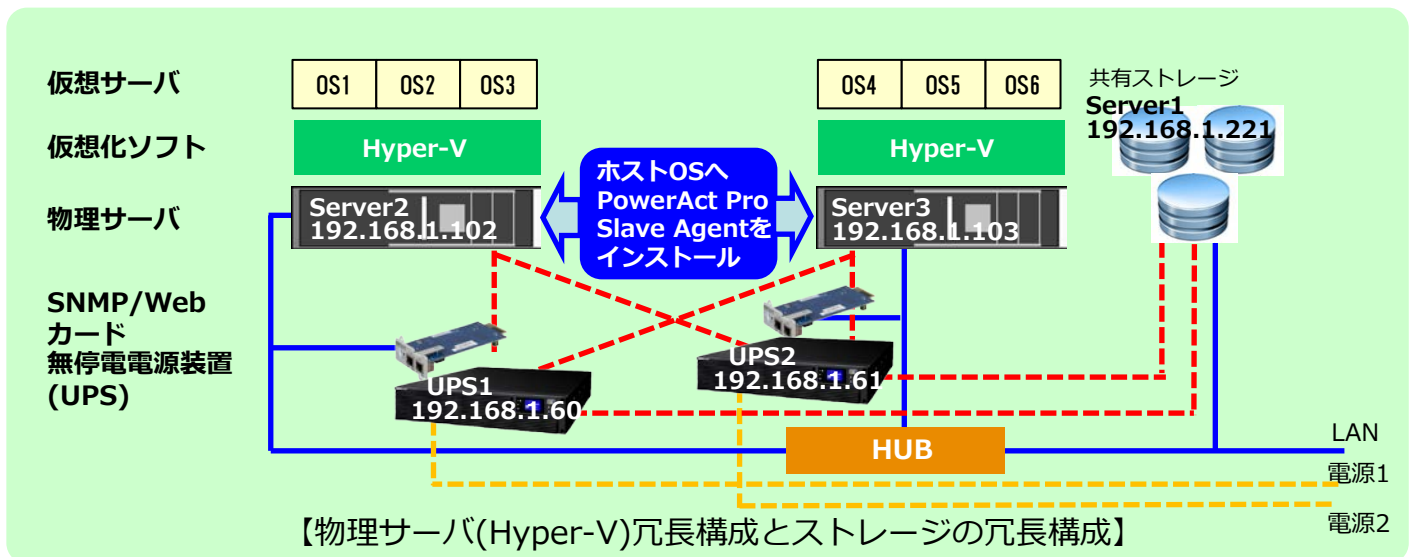 仮想サーバ
OS1 OS2 OS3
OS4 OS5 OS6
共有ストレージ
Server1
192.168.1.221
仮想化ソフト
Hyper-V
Hyper-V
ホストOSへ
PowerAct Pro
Slave Agentを
インストール
物理サーバ
Server2
192.168.1.102
Server3
192.168.1.103
SNMP/Web
カード
無停電電源装置
(UPS)
UPS1
192.168.1.60
UPS2
192.168.1.61
HUB
LAN
電源1
電源2
【物理サーバ(Hyper-V)冗長構成とストレージの冗長構成】